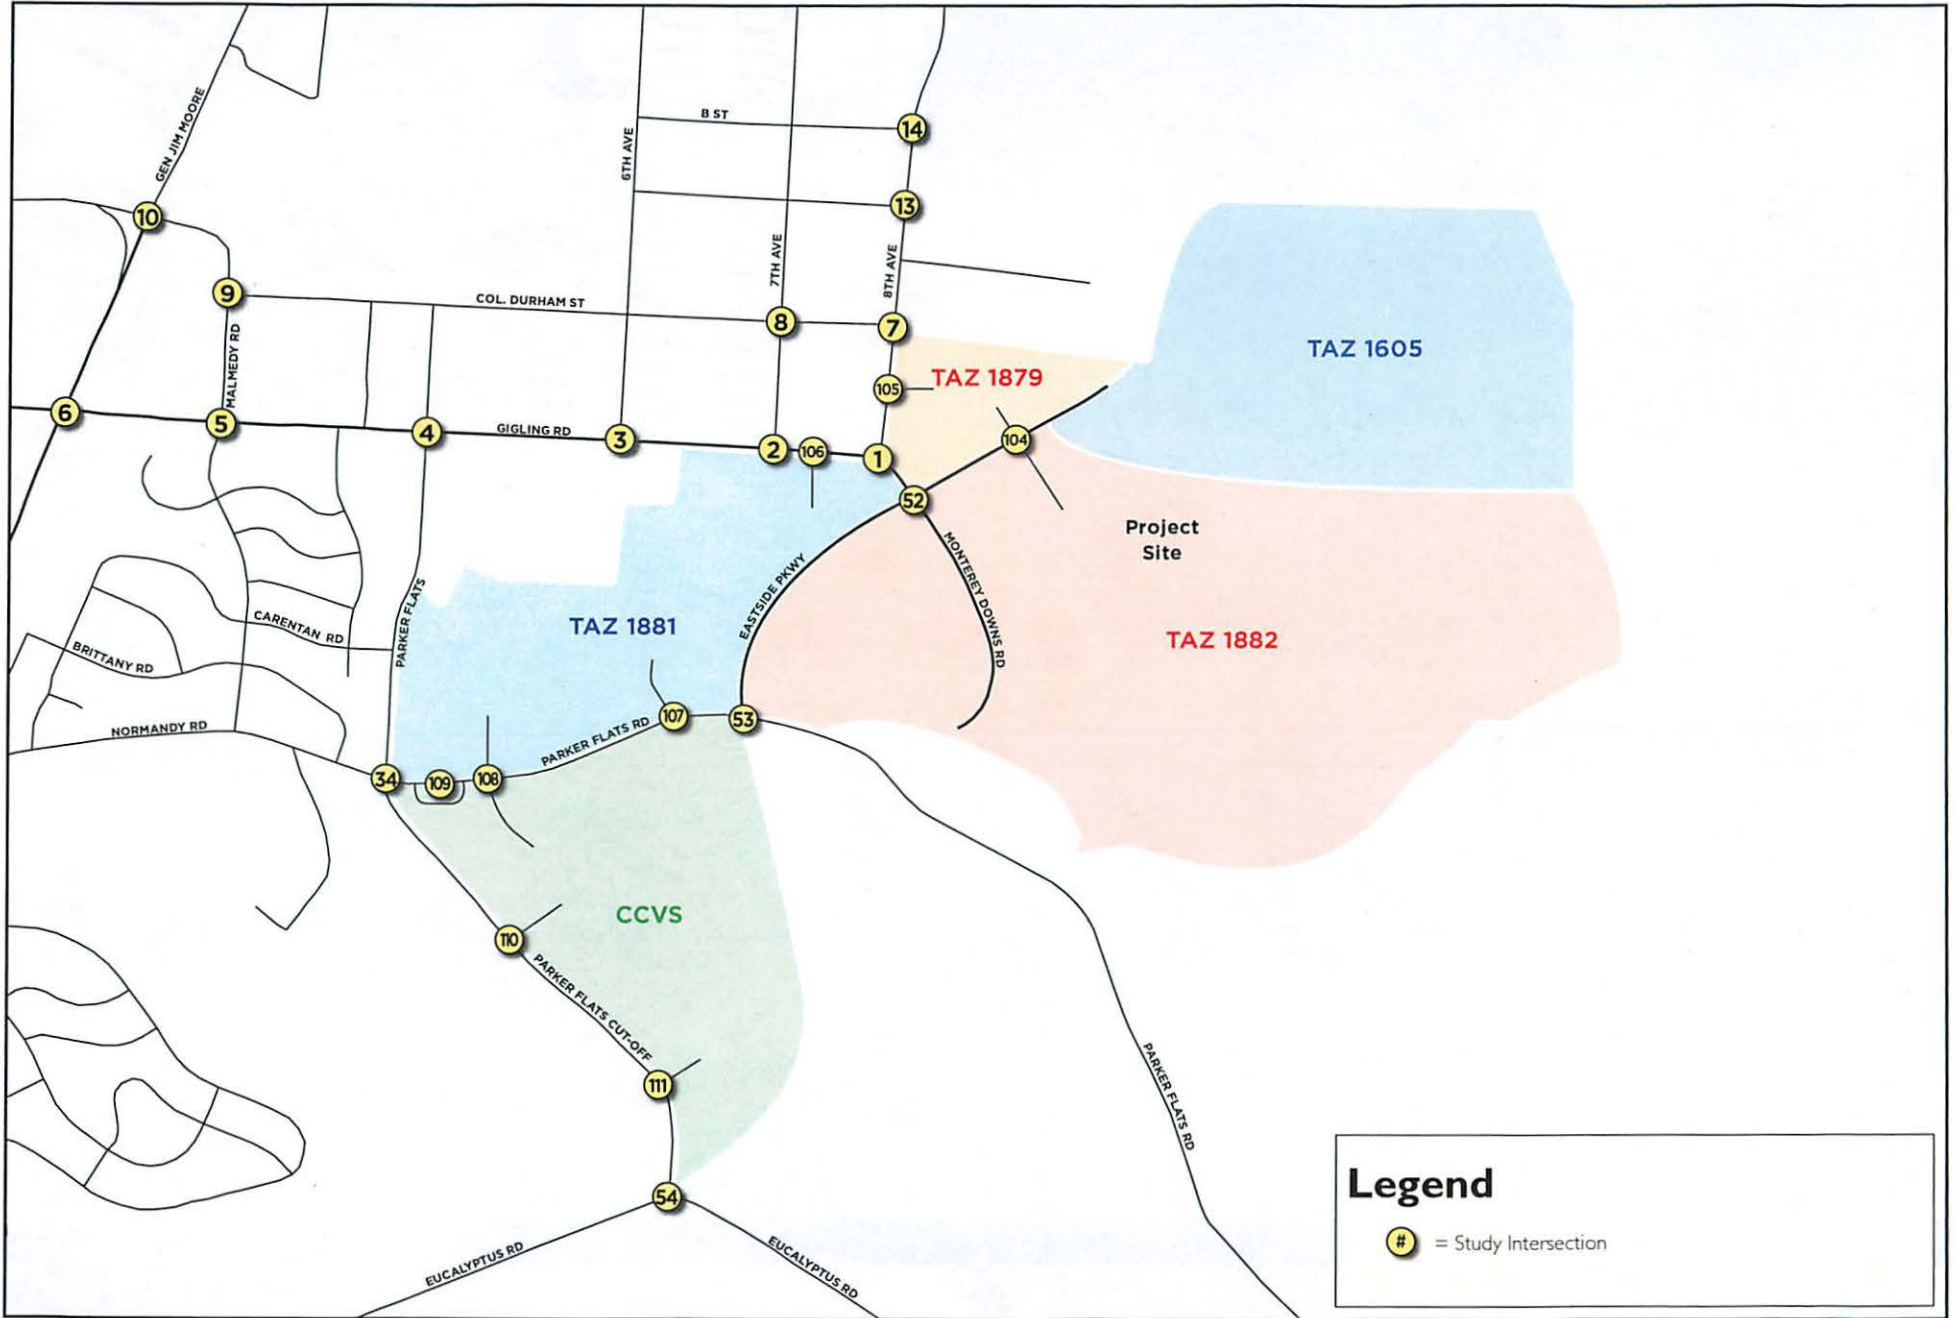 GEN JIM MOORE
B ST
14
6TH AVE
13
10
7TH AVE
8TH AVE
9
COL. DURHAM ST
8
7
MALMEDY RD
TAZ 1605
105
TAZ 1879
6
5
4
GIGLING RD
3
2
106
1
104
52
Project
Site
MONTEREY DOWNS RD
EASTSIDE PKWY
PARKER FLATS
CARENTAN RD
TAZ 1881
TAZ 1882
BRITTANY RD
NORMANDY RD
107
53
PARKER FLATS RD
34
109
108
CCVS
110
PARKER FLATS CUT-OFF
111
PARKER FLATS RD
54
EUCALYPTUS RD
EUCALYPTUS RD
Legend
# = Study Intersection